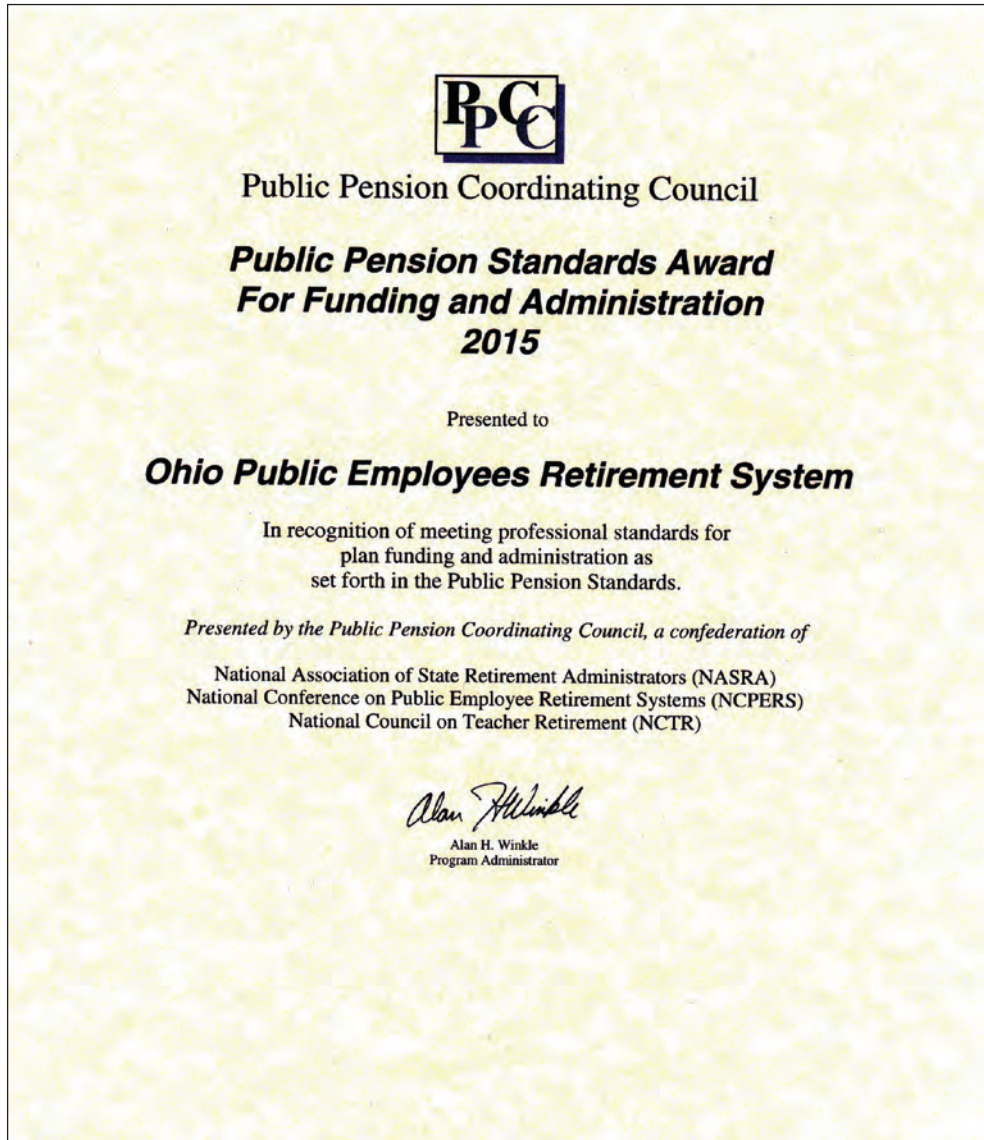 PPCC
Public Pension Coordinating Council
Public Pension Standards Award
For Funding and Administration
2015
Presented to
Ohio Public Employees Retirement System
In recognition of meeting professional standards for
plan funding and administration as
set forth in the Public Pension Standards.
Presented by the Public Pension Coordinating Council, a confederation of
National Association of State Retirement Administrators (NASRA)
National Conference on Public Employee Retirement Systems (NCPERS)
National Council on Teacher Retirement (NCTR)
Alan H Winkle
Alan H. Winkle
Program Administrator